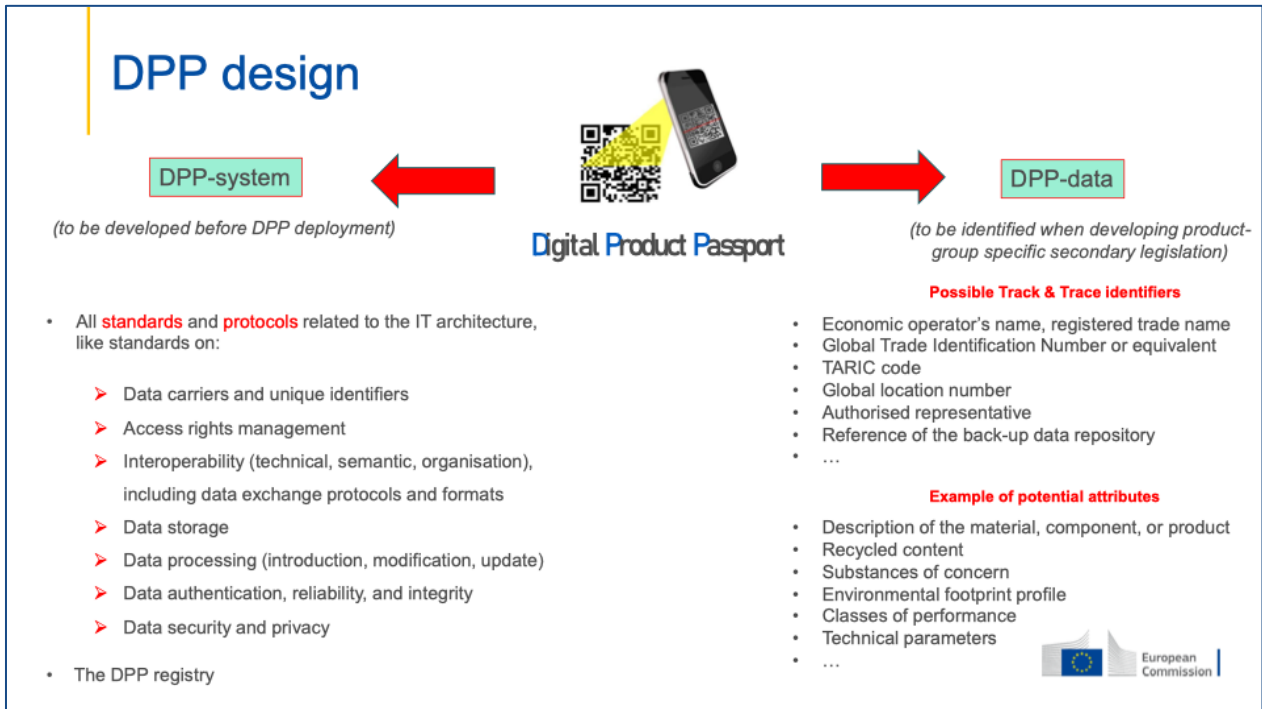 DPP design
DPP-system
(to be developed before DPP deployment)
Digital Product Passport
DPP-data
(to be identified when developing product-
group specific secondary legislation)
• All standards and protocols related to the IT architecture,
like standards on:
➢ Data carriers and unique identifiers
➢ Access rights management
➢ Interoperability (technical, semantic, organisation),
including data exchange protocols and formats
➢ Data storage
➢ Data processing (introduction, modification, update)
➢ Data authentication, reliability, and integrity
➢ Data security and privacy
• The DPP registry
Possible Track & Trace identifiers
• Economic operator's name, registered trade name
• Global Trade Identification Number or equivalent
• TARIC code
• Global location number
• Authorised representative
• Reference of the back-up data repository
• …
Example of potential attributes
• Description of the material, component, or product
• Recycled content
• Substances of concern
• Environmental footprint profile
• Classes of performance
• Technical parameters
• …
European
Commission